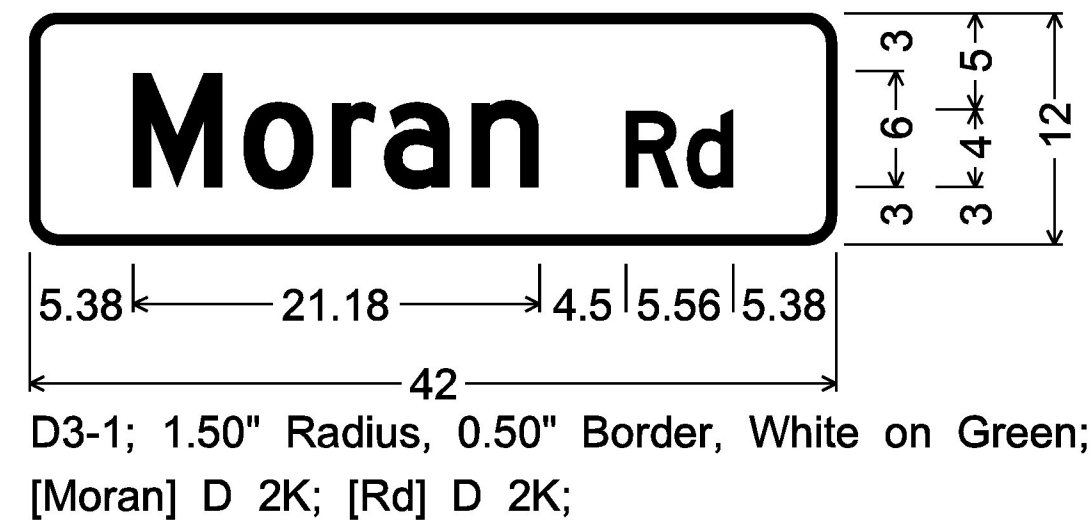 Moran Rd
3
5
6
4
12
3
3
5.38 21.18 4.5 5.56 5.38
42
D3-1; 1.50" Radius, 0.50" Border, White on Green;
[Moran] D 2K; [Rd] D 2K;